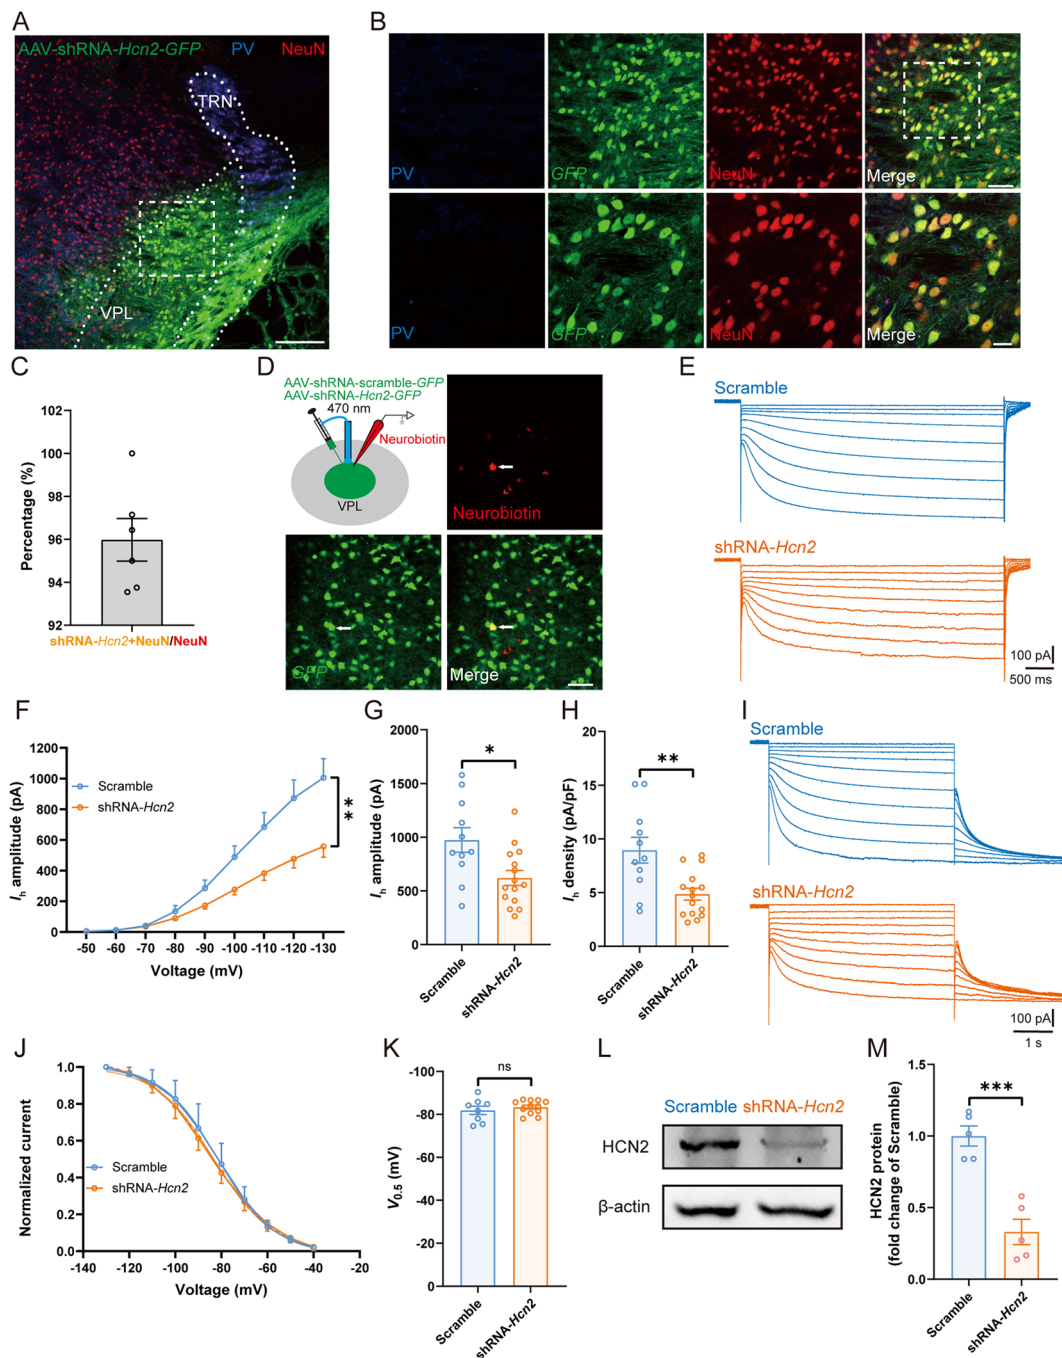 A
AAV-shRNA-Hcn2-GFP PV NeuN
TRN
VPL
B
PV GFP NeuN Merge
PV GFP NeuN Merge
C
Percentage (%)
102
100
98
96
94
92
shRNA-Hcn2+NeuN/NeuN
D
AAV-shRNA-scramble-GFP
AAV-shRNA-Hcn2-GFP
470 nm
Neurobiotin
VPL
Neurobiotin
GFP
Merge
E
Scramble
shRNA-Hcn2
100 pA
500 ms
F
Ih amplitude (pA)
1200
1000
800
600
400
200
0
Scramble
shRNA-Hcn2
**
-50 -60 -70 -80 -90 -100 -110 -120 -130
Voltage (mV)
G
Ih amplitude (pA)
2000
1500
1000
500
0
*
Scramble
shRNA-Hcn2
H
Ih density (pA/pF)
15
10
5
0
**
Scramble
shRNA-Hcn2
I
Scramble
shRNA-Hcn2
100 pA
1 s
J
Normalized current
1.0
0.8
0.6
0.4
0.2
0.0
Scramble
shRNA-Hcn2
-140 -120 -100 -80 -60 -40 -20
Voltage (mV)
K
V0.5 (mV)
-100
-80
-60
-40
-20
0
ns
Scramble
shRNA-Hcn2
L
Scramble shRNA-Hcn2
HCN2
β-actin
M
HCN2 protein
(fold change of Scramble)
1.5
1.0
0.5
0.0
***
Scramble
shRNA-Hcn2